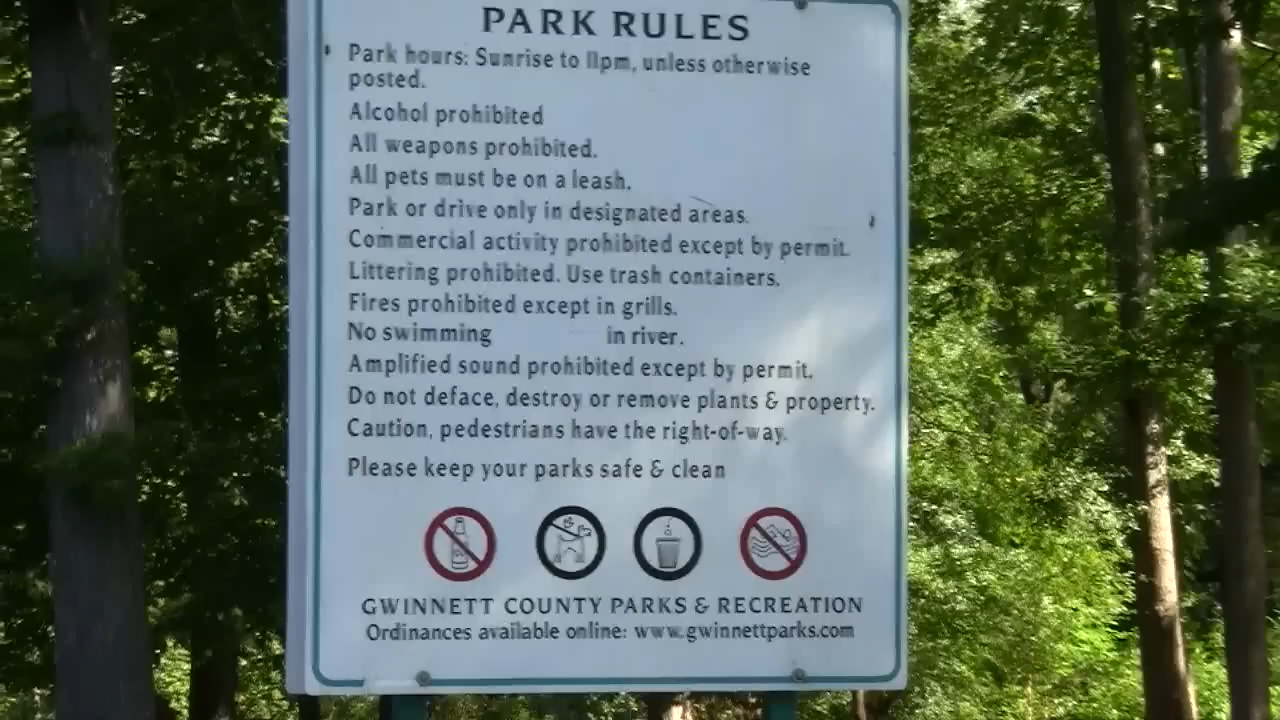 PARK RULES
Park hours: Sunrise to 11pm, unless otherwise
posted.
Alcohol prohibited
All weapons prohibited.
All pets must be on a leash.
Park or drive only in designated areas.
Commercial activity prohibited except by permit.
Littering prohibited. Use trash containers.
Fires prohibited except in grills.
No swimming in river.
Amplified sound prohibited except by permit.
Do not deface, destroy or remove plants & property.
Caution, pedestrians have the right-of-way.
Please keep your parks safe & clean
GWINNETT COUNTY PARKS & RECREATION
Ordinances available online: www.gwinnettparks.com